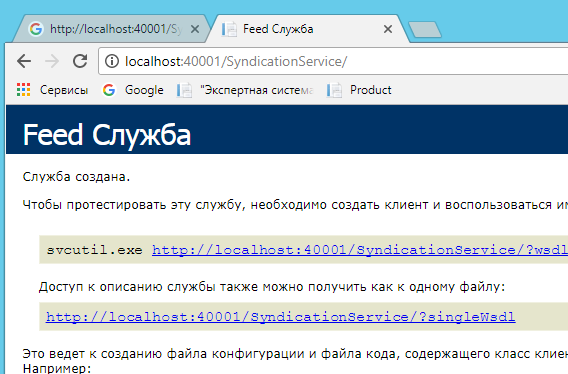 http://localhost:40001/Sy
Feed Служба
localhost:40001/SyndicationService/
Сервисы
Google
"Экспертная система
Product
Feed Служба
Служба создана.
Чтобы протестировать эту службу, необходимо создать клиент и воспользоваться им
svcutil.exe http://localhost:40001/SyndicationService/?wsdl
Доступ к описанию службы также можно получить как к одному файлу:
http://localhost:40001/SyndicationService/?singleWsdl
Это ведет к созданию файла конфигурации и файла кода, содержащего класс клиен
Например: